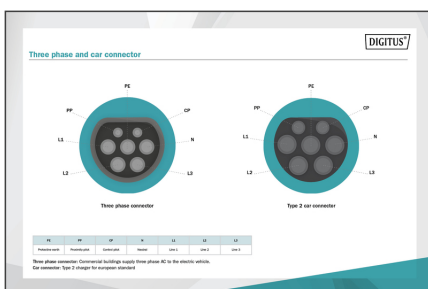 DIGITUS®
Three phase and car connector
PE
PP
CP
L1
N
L2
L3
Three phase connector
PE
PP
CP
L1
N
L2
L3
Type 2 car connector
PE PP CP N L1 L2 L3
Protective earth Proximity pilot Control pilot Neutral Line 1 Line 2 Line 3
Three phase connector: Commercial buildings supply three phase AC to the electric vehicle.
Car connector: Type 2 charger for european standard